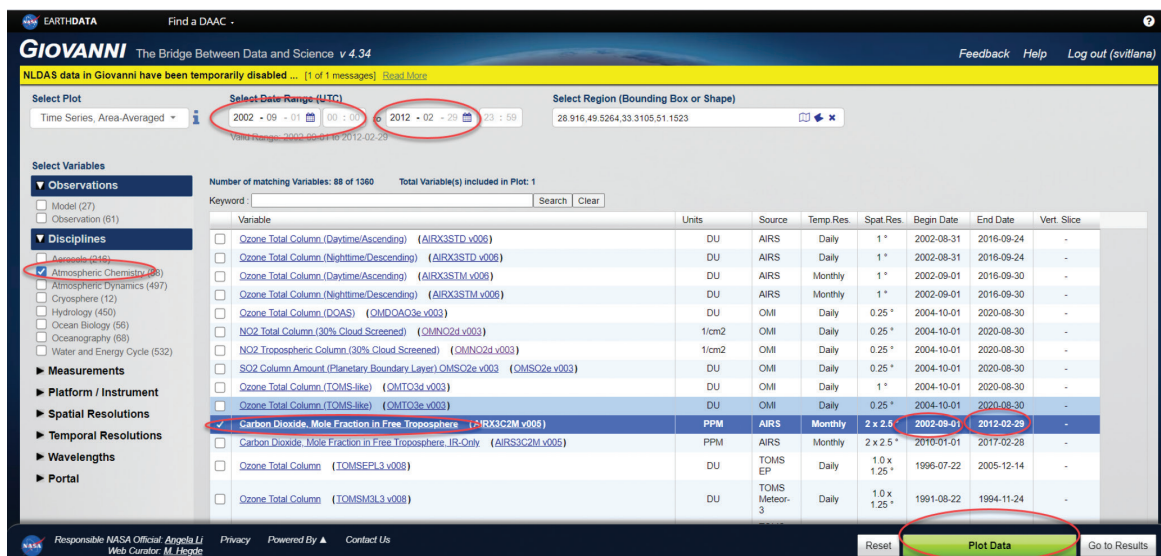 EARTHDATA Find a DAAC -
GIOVANNI The Bridge Between Data and Science v 4.34 Feedback Help Log out (svitlana)
NLDAS data in Giovanni have been temporarily disabled ... [1 of 1 messages] Read More
Select Plot Select Date Range (UTC) Select Region (Bounding Box or Shape)
Time Series, Area-Averaged 2002 - 09 - 01 00 : 00 to 2012 - 02 - 29 23 : 59 28.916,49.5264,33.3105,51.1523
Valid Range: 2002-09-01 to 2012-02-29
Select Variables
Observations
Model (27)
Observation (61)
Disciplines
Aerosols (216)
Atmospheric Chemistry (88)
Atmospheric Dynamics (497)
Cryosphere (12)
Hydrology (450)
Ocean Biology (56)
Oceanography (68)
Water and Energy Cycle (532)
Measurements
Platform / Instrument
Spatial Resolutions
Temporal Resolutions
Wavelengths
Portal
Number of matching Variables: 88 of 1360 Total Variable(s) included in Plot: 1
Keyword : Search Clear
Variable Units Source Temp.Res. Spat.Res. Begin Date End Date Vert. Slice
Ozone Total Column (Daytime/Ascending) (AIRX3STD v006) DU AIRS Daily 1 ° 2002-08-31 2016-09-24 -
Ozone Total Column (Nighttime/Descending) (AIRX3STD v006) DU AIRS Daily 1 ° 2002-08-31 2016-09-24 -
Ozone Total Column (Daytime/Ascending) (AIRX3STM v006) DU AIRS Monthly 1 ° 2002-09-01 2016-09-30 -
Ozone Total Column (Nighttime/Descending) (AIRX3STM v006) DU AIRS Monthly 1 ° 2002-09-01 2016-09-30 -
Ozone Total Column (DOAS) (OMDOAO3e v003) DU OMI Daily 0.25 ° 2004-10-01 2020-08-30 -
NO2 Total Column (30% Cloud Screened) (OMNO2d v003) 1/cm2 OMI Daily 0.25 ° 2004-10-01 2020-08-30 -
NO2 Tropospheric Column (30% Cloud Screened) (OMNO2d v003) 1/cm2 OMI Daily 0.25 ° 2004-10-01 2020-08-30 -
SO2 Column Amount (Planetary Boundary Layer) OMSO2e v003 (OMSO2e v003) DU OMI Daily 0.25 ° 2004-10-01 2020-08-30 -
Ozone Total Column (TOMS-like) (OMTO3d v003) DU OMI Daily 1 ° 2004-10-01 2020-08-30 -
Ozone Total Column (TOMS-like) (OMTO3e v003) DU OMI Daily 0.25 ° 2004-10-01 2020-08-30 -
Carbon Dioxide, Mole Fraction in Free Troposphere (AIRX3C2M v005) PPM AIRS Monthly 2 x 2.5 ° 2002-09-01 2012-02-29 -
Carbon Dioxide, Mole Fraction in Free Troposphere, IR-Only (AIRS3C2M v005) PPM AIRS Monthly 2 x 2.5 ° 2010-01-01 2017-02-28 -
Ozone Total Column (TOMSEPL3 v008) DU TOMS EP Daily 1.0 x 1.25 ° 1996-07-22 2005-12-14 -
Ozone Total Column (TOMSM3L3 v008) DU TOMS Meteor-3 Daily 1.0 x 1.25 ° 1991-08-22 1994-11-24 -
Responsible NASA Official: Angela Li Privacy Powered By Contact Us
Web Curator: M. Hegde
Reset Plot Data Go to Results